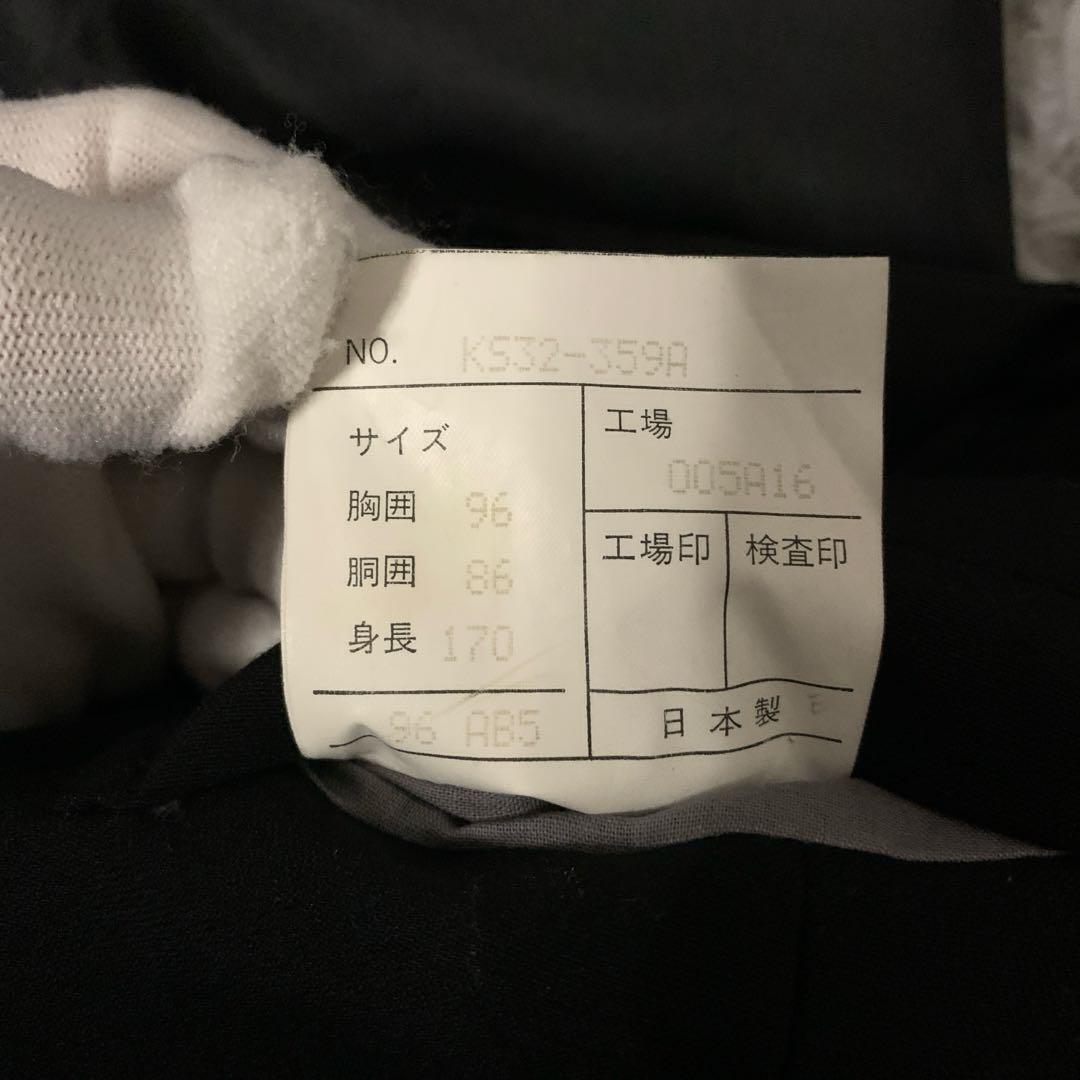 NO. KS32-359A
サイズ
胸囲 96
胴囲 86
身長 170
96 AB5
工場
005A16
工場印 検査印
日本製